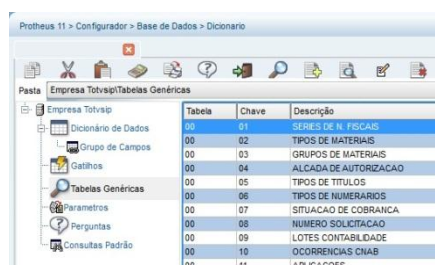 Protheus 11 > Configurador > Base de Dados > Dicionario
Pasta Empresa Totvsip\Tabelas Genéricas
Empresa Totvsip
Dicionário de Dados
Grupo de Campos
Gatilhos
Tabelas Genéricas
Parametros
Perguntas
Consultas Padrão
Tabela Chave Descrição
00 01 SERIES DE N. FISCAIS
00 02 TIPOS DE MATERIAIS
00 03 GRUPOS DE MATERIAIS
00 04 ALCADA DE AUTORIZACAO
00 05 TIPOS DE TITULOS
00 06 TIPOS DE NUMERARIOS
00 07 SITUACAO DE COBRANCA
00 08 NUMERO SOLICITACAO
00 09 LOTES CONTABILIDADE
00 10 OCORRENCIAS CNAB
00 11 APLICACOES